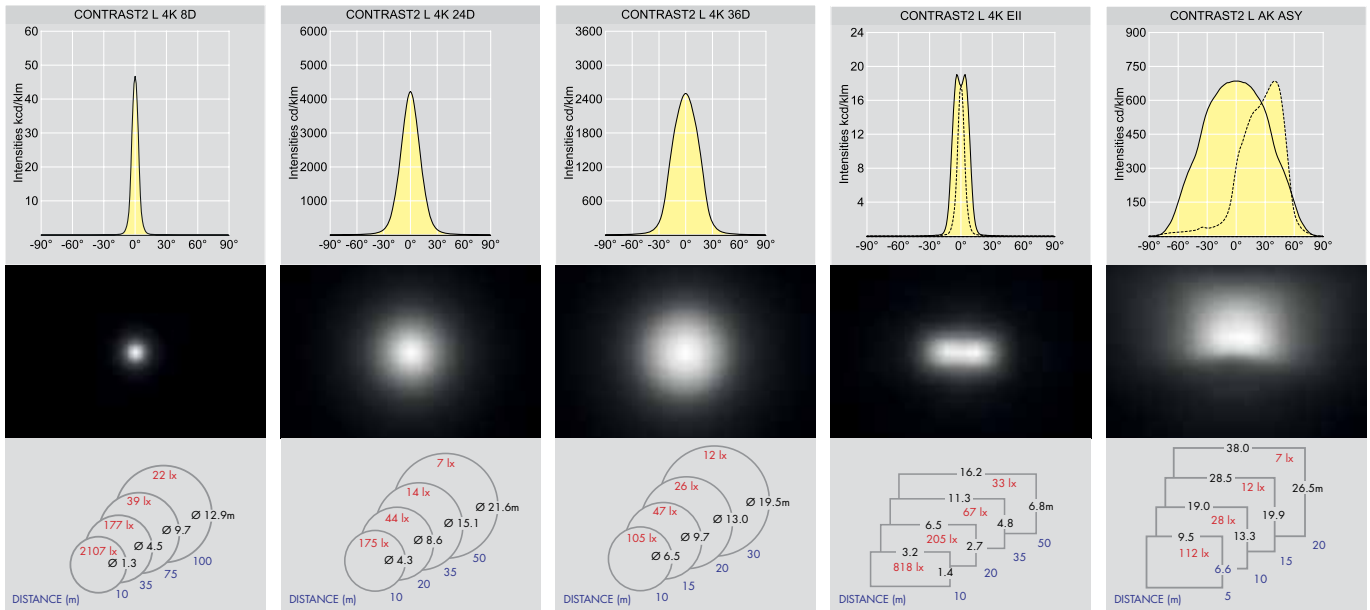 CONTRAST2 L 4K 8D
60
50
40
30
20
10
Intensities kcd/klm
-90° -60° -30° 0° 30° 60° 90°
22 lx
39 lx
177 lx
2107 lx
Ø 12.9m
Ø 9.7
Ø 4.5
Ø 1.3
100
75
35
10
DISTANCE (m)
CONTRAST2 L 4K 24D
6000
5000
4000
3000
2000
1000
Intensities cd/klm
-90° -60° -30° 0° 30° 60° 90°
7 lx
14 lx
44 lx
175 lx
Ø 21.6m
Ø 15.1
Ø 8.6
Ø 4.3
50
35
20
10
CONTRAST2 L 4K 36D
3600
3000
2400
1800
1200
600
Intensities cd/klm
-90° -60° -30° 0° 30° 60° 90°
12 lx
26 lx
47 lx
105 lx
Ø 19.5m
Ø 13.0
Ø 9.7
Ø 6.5
30
20
15
10
DISTANCE (m)
CONTRAST2 L 4K EII
24
20
16
12
8
4
Intensities kcd/klm
-90° -60° -30° 0° 30° 60° 90°
16.2
33 lx
6.8m
11.3
67 lx
4.8
6.5
205 lx
2.7
3.2
818 lx
1.4
50
35
20
10
DISTANCE (m)
CONTRAST2 L AK ASY
900
750
600
450
300
150
Intensities cd/klm
-90° -60° -30° 0° 30° 60° 90°
38.0
7 lx
26.5m
28.5
12 lx
19.9
19.0
28 lx
13.3
9.5
112 lx
6.6
20
15
10
5
DISTANCE (m)